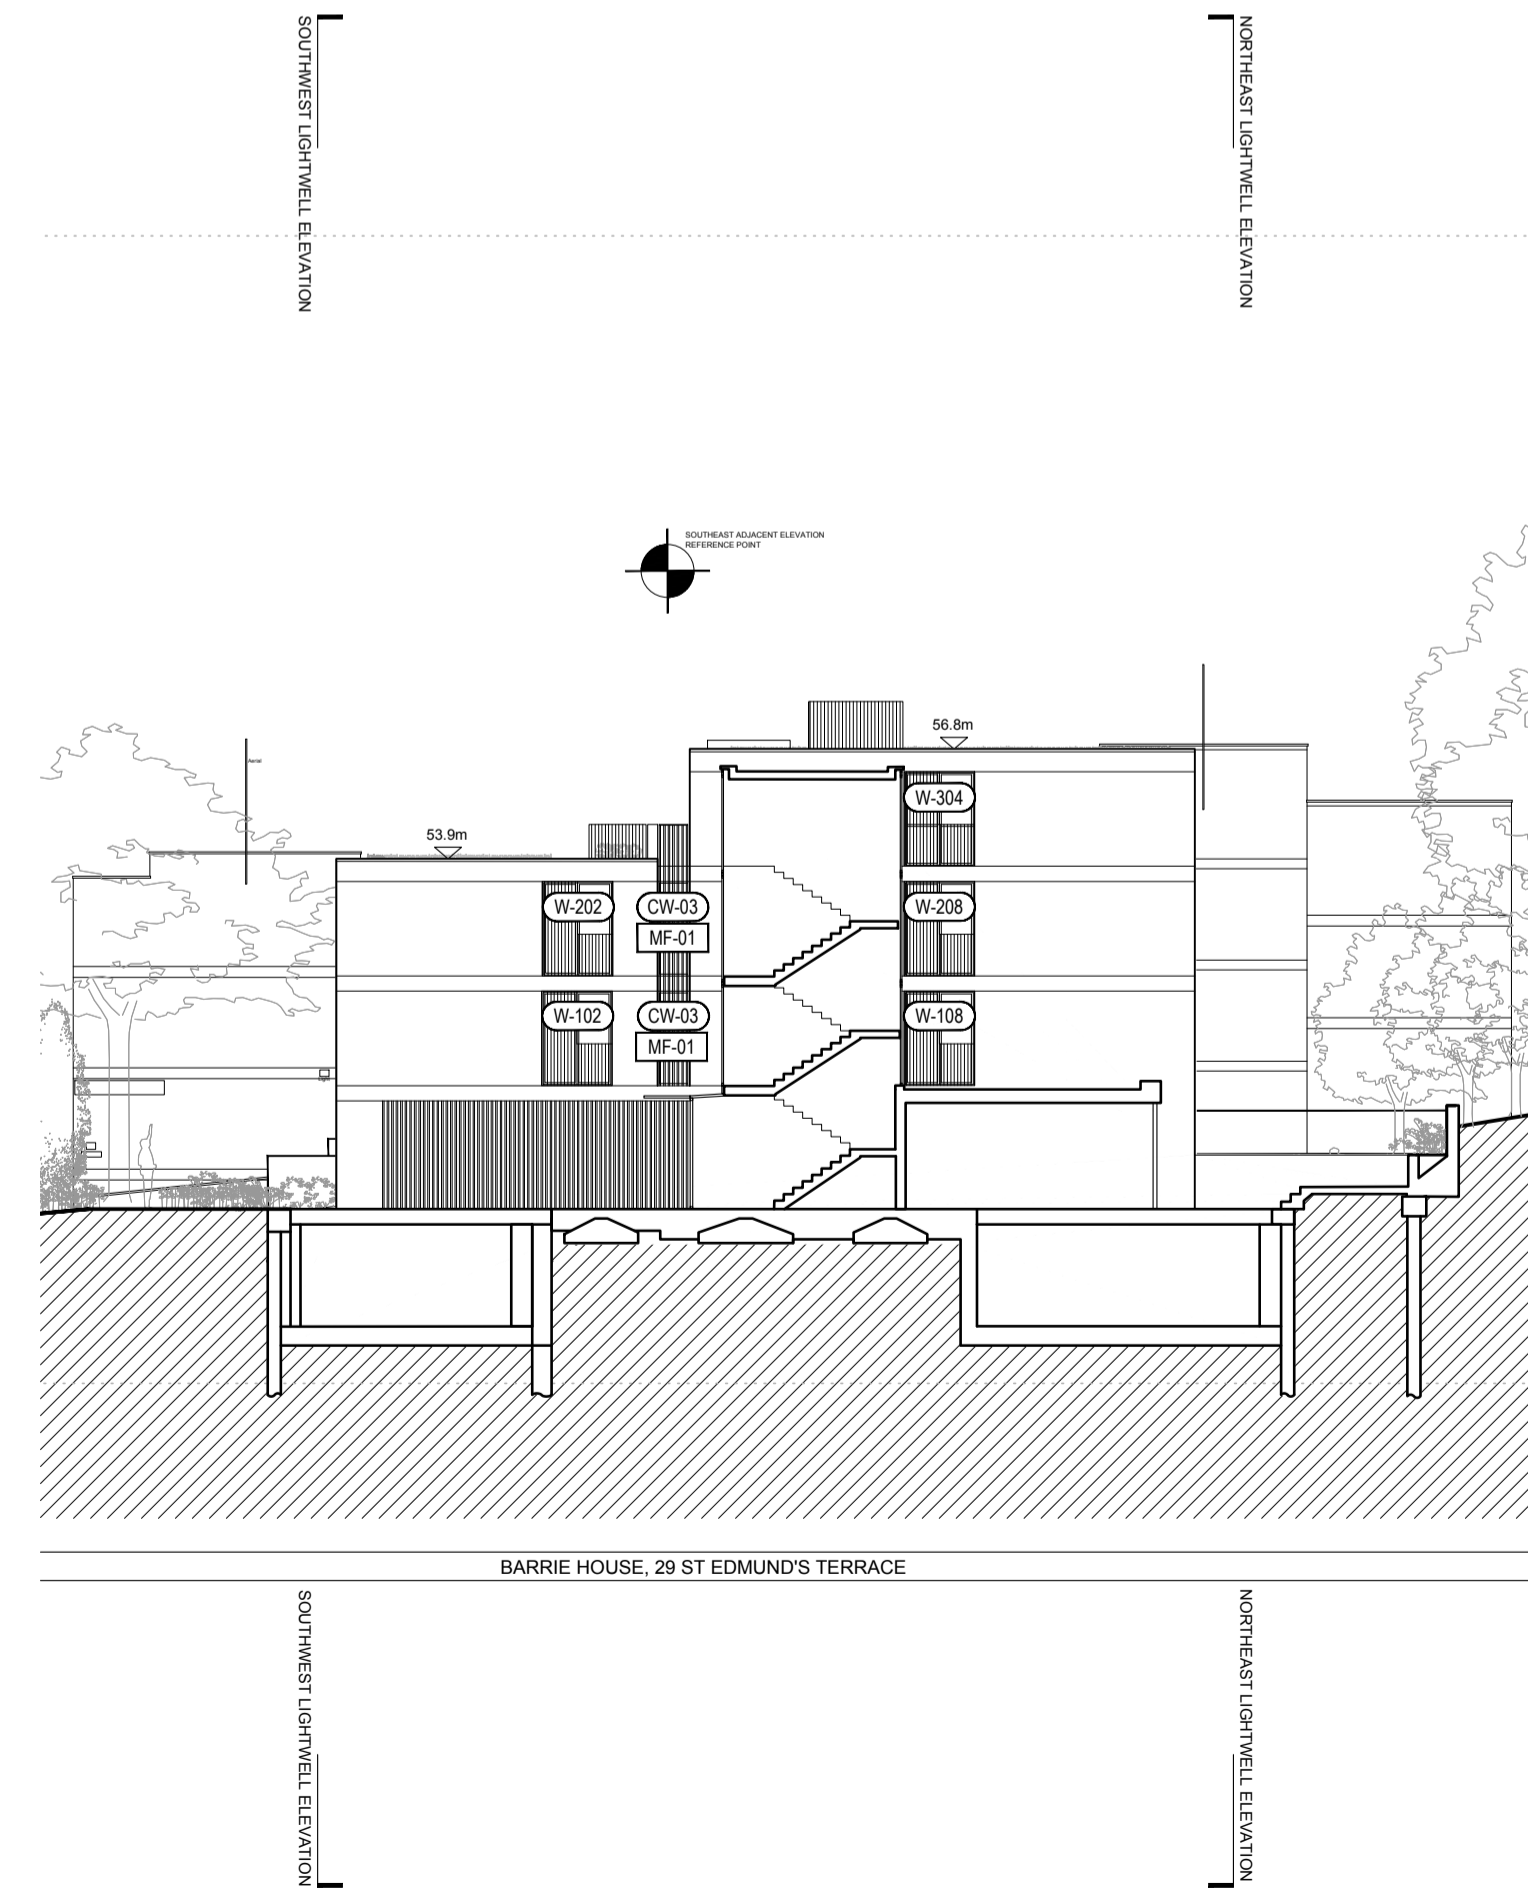 SOUTHWEST LIGHTWELL ELEVATION
NORTHEAST LIGHTWELL ELEVATION
SOUTHEAST ADJACENT ELEVATION
REFERENCE POINT
56.8m
Aerial
W-304
53.9m
W-202
CW-03
W-208
MF-01
W-102
CW-03
W-108
MF-01
BARRIE HOUSE, 29 ST EDMUND'S TERRACE
SOUTHWEST LIGHTWELL ELEVATION
NORTHEAST LIGHTWELL ELEVATION